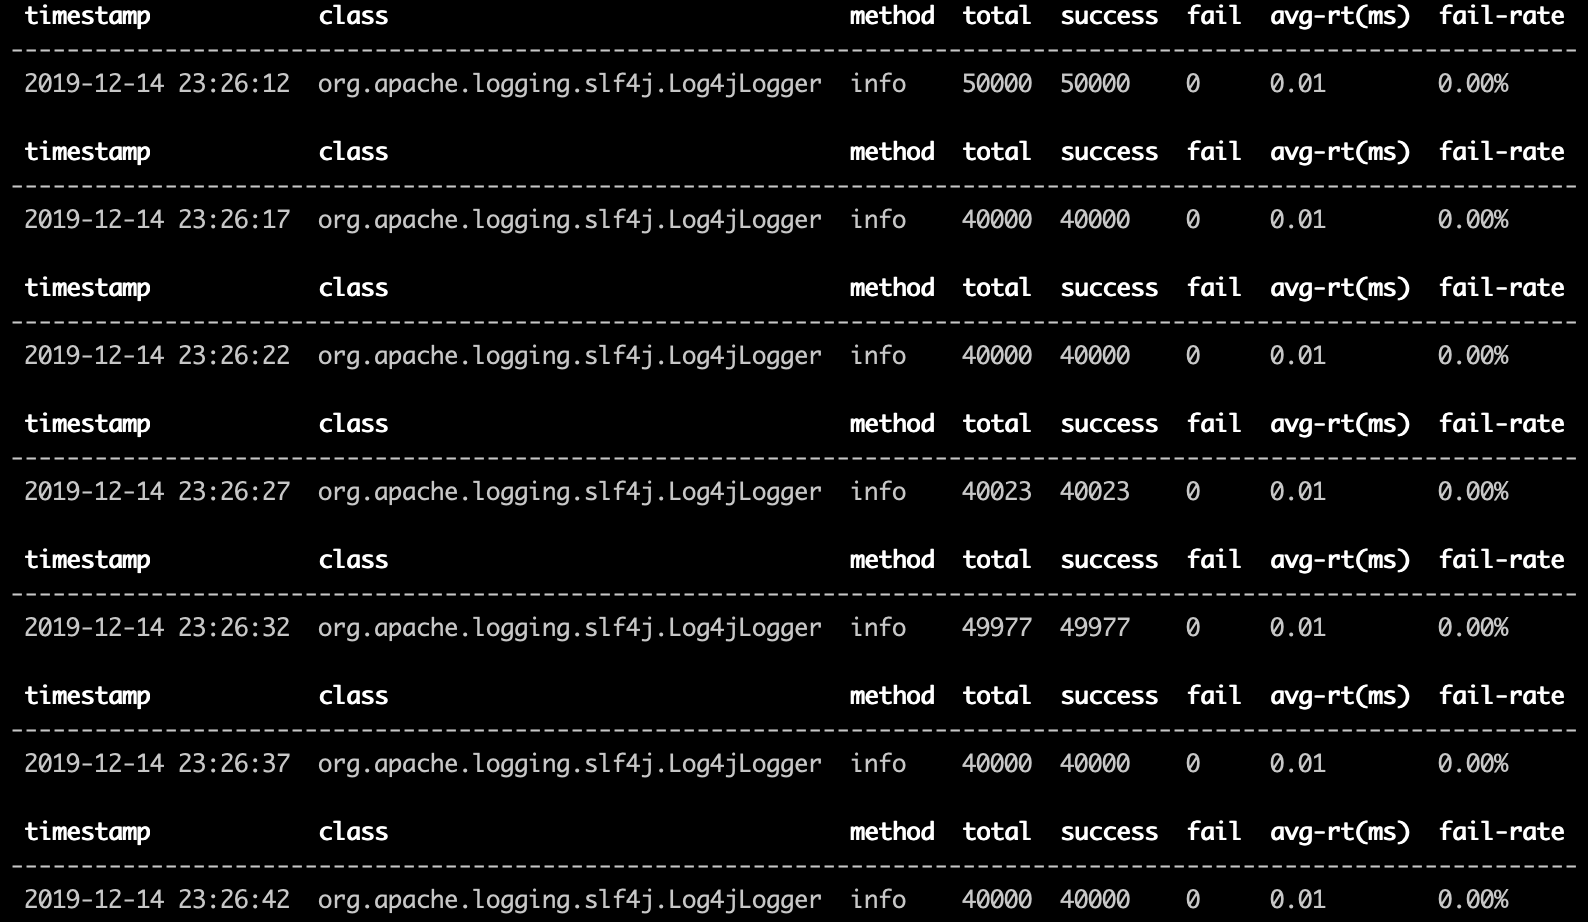 timestamp class method total success fail avg-rt(ms) fail-rate
--------------------------------------------------------------------------------------------------------------
2019-12-14 23:26:12 org.apache.logging.slf4j.Log4jLogger info 50000 50000 0 0.01 0.00%
timestamp class method total success fail avg-rt(ms) fail-rate
--------------------------------------------------------------------------------------------------------------
2019-12-14 23:26:17 org.apache.logging.slf4j.Log4jLogger info 40000 40000 0 0.01 0.00%
timestamp class method total success fail avg-rt(ms) fail-rate
--------------------------------------------------------------------------------------------------------------
2019-12-14 23:26:22 org.apache.logging.slf4j.Log4jLogger info 40000 40000 0 0.01 0.00%
timestamp class method total success fail avg-rt(ms) fail-rate
--------------------------------------------------------------------------------------------------------------
2019-12-14 23:26:27 org.apache.logging.slf4j.Log4jLogger info 40023 40023 0 0.01 0.00%
timestamp class method total success fail avg-rt(ms) fail-rate
--------------------------------------------------------------------------------------------------------------
2019-12-14 23:26:32 org.apache.logging.slf4j.Log4jLogger info 49977 49977 0 0.01 0.00%
timestamp class method total success fail avg-rt(ms) fail-rate
--------------------------------------------------------------------------------------------------------------
2019-12-14 23:26:37 org.apache.logging.slf4j.Log4jLogger info 40000 40000 0 0.01 0.00%
timestamp class method total success fail avg-rt(ms) fail-rate
--------------------------------------------------------------------------------------------------------------
2019-12-14 23:26:42 org.apache.logging.slf4j.Log4jLogger info 40000 40000 0 0.01 0.00%